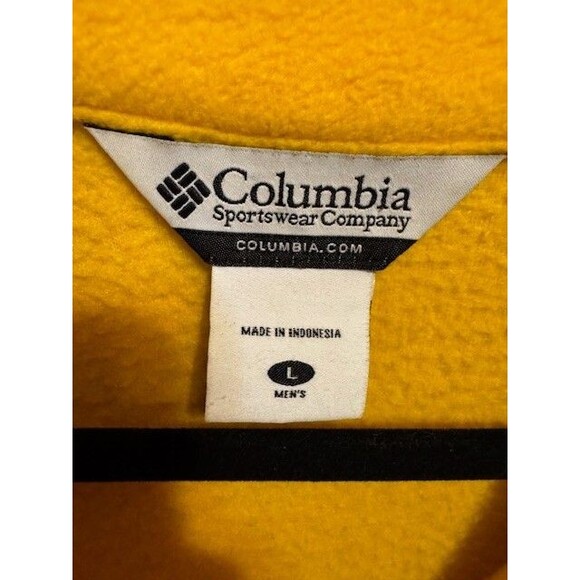 Columbia
Sportswear Company
COLUMBIA.COM
MADE IN INDONESIA
L
MEN'S